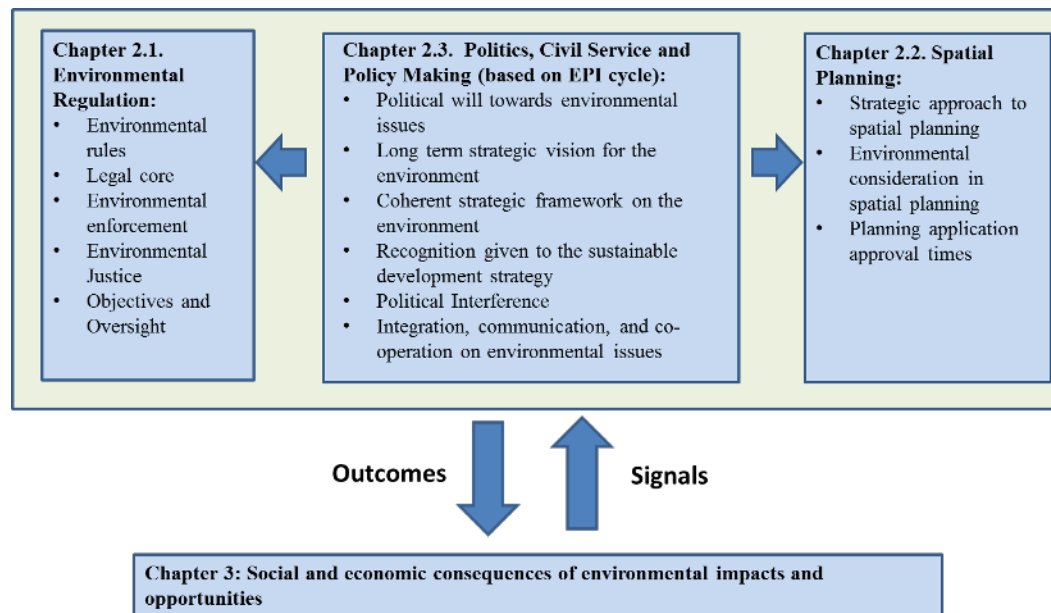 Chapter 2.1.
Environmental
Regulation:
• Environmental
rules
• Legal core
• Environmental
enforcement
• Environmental
Justice
• Objectives and
Oversight
Chapter 2.3. Politics, Civil Service and
Policy Making (based on EPI cycle):
• Political will towards environmental
issues
• Long term strategic vision for the
environment
• Coherent strategic framework on the
environment
• Recognition given to the sustainable
development strategy
• Political Interference
• Integration, communication, and co-
operation on environmental issues
Chapter 2.2. Spatial
Planning:
• Strategic approach to
spatial planning
• Environmental
consideration in
spatial planning
• Planning application
approval times
Outcomes
Signals
Chapter 3: Social and economic consequences of environmental impacts and
opportunities